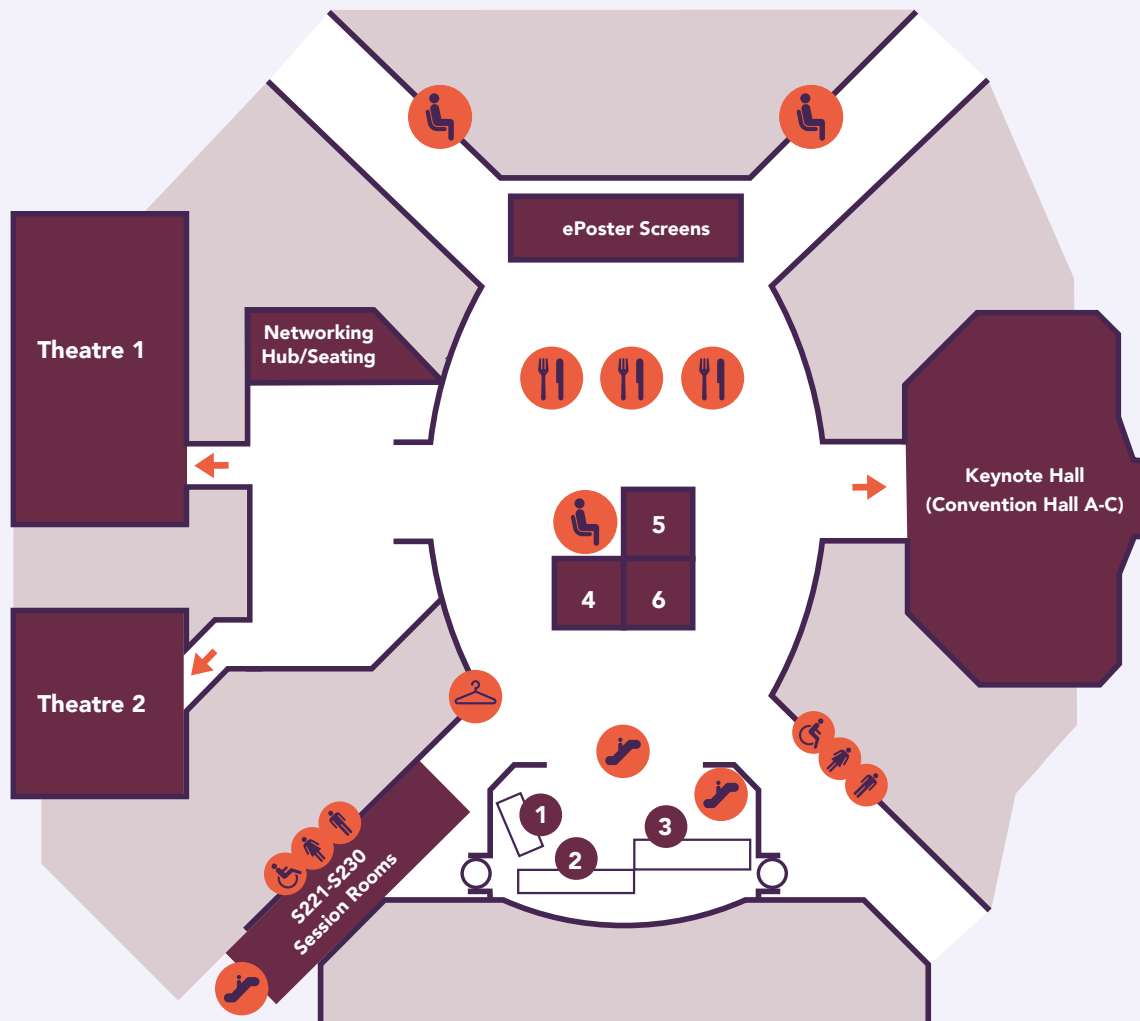 ePoster Screens
Theatre 1
Networking
Hub/Seating
Keynote Hall
(Convention Hall A-C)
5
4
6
Theatre 2
1
3
2
S221-S230
Session Rooms